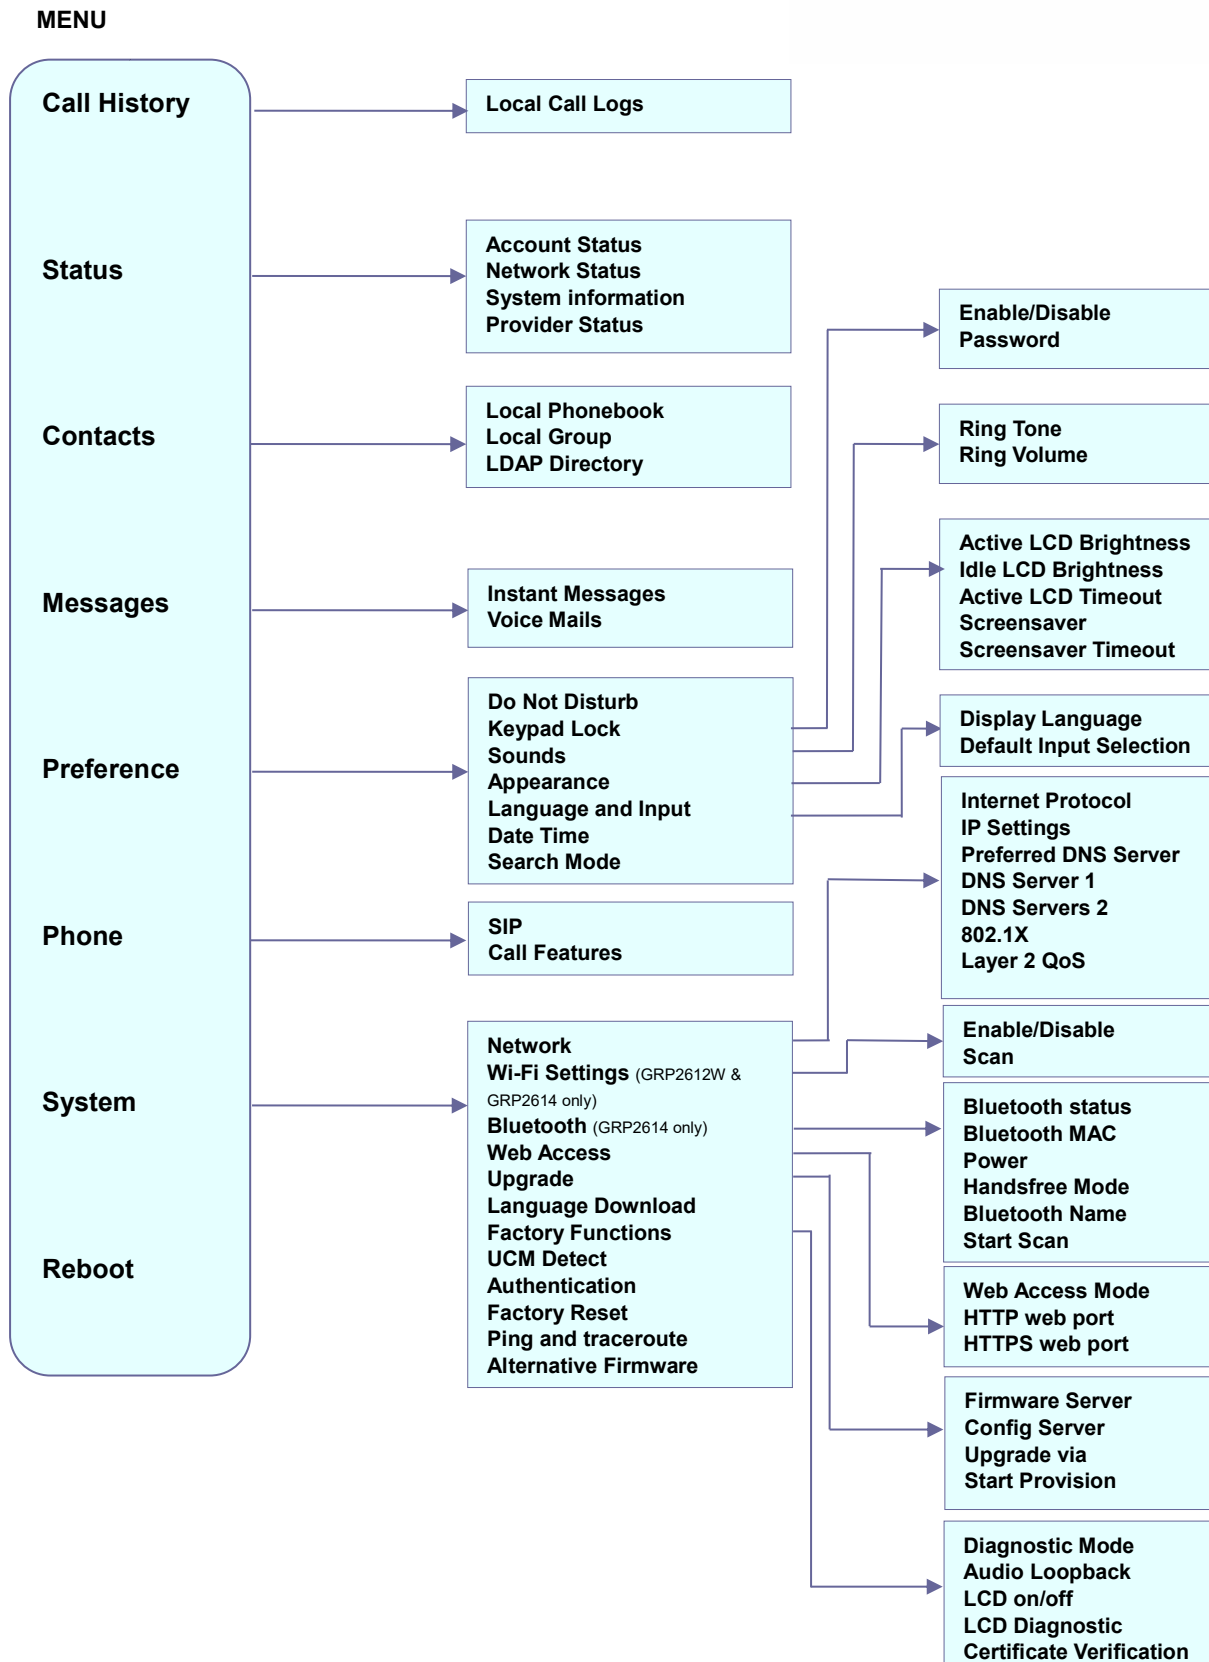 MENU
Call History
Status
Contacts
Messages
Preference
Phone
System
Reboot
Local Call Logs
Account Status
Network Status
System information
Provider Status
Local Phonebook
Local Group
LDAP Directory
Instant Messages
Voice Mails
Do Not Disturb
Keypad Lock
Sounds
Appearance
Language and Input
Date Time
Search Mode
SIP
Call Features
Network
Wi-Fi Settings (GRP2612W &
GRP2614 only)
Bluetooth (GRP2614 only)
Web Access
Upgrade
Language Download
Factory Functions
UCM Detect
Authentication
Factory Reset
Ping and traceroute
Alternative Firmware
Enable/Disable
Password
Ring Tone
Ring Volume
Active LCD Brightness
Idle LCD Brightness
Active LCD Timeout
Screensaver
Screensaver Timeout
Display Language
Default Input Selection
Internet Protocol
IP Settings
Preferred DNS Server
DNS Server 1
DNS Servers 2
802.1X
Layer 2 QoS
Enable/Disable
Scan
Bluetooth status
Bluetooth MAC
Power
Handsfree Mode
Bluetooth Name
Start Scan
Web Access Mode
HTTP web port
HTTPS web port
Firmware Server
Config Server
Upgrade via
Start Provision
Diagnostic Mode
Audio Loopback
LCD on/off
LCD Diagnostic
Certificate Verification